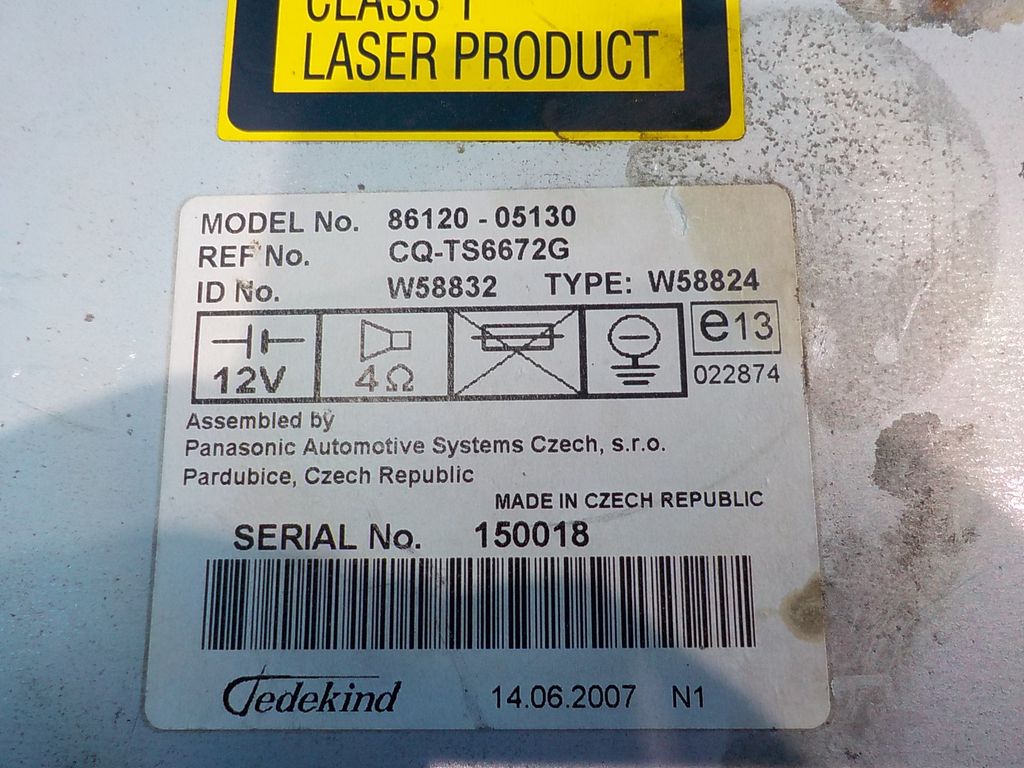 CLASS 1
LASER PRODUCT
MODEL No. 86120 - 05130
REF No. CQ-TS6672G
ID No. W58832 TYPE: W58824
12V 4Ω e13
022874
Assembled by
Panasonic Automotive Systems Czech, s.r.o.
Pardubice, Czech Republic
MADE IN CZECH REPUBLIC
SERIAL No. 150018
Tedekind 14.06.2007 N1